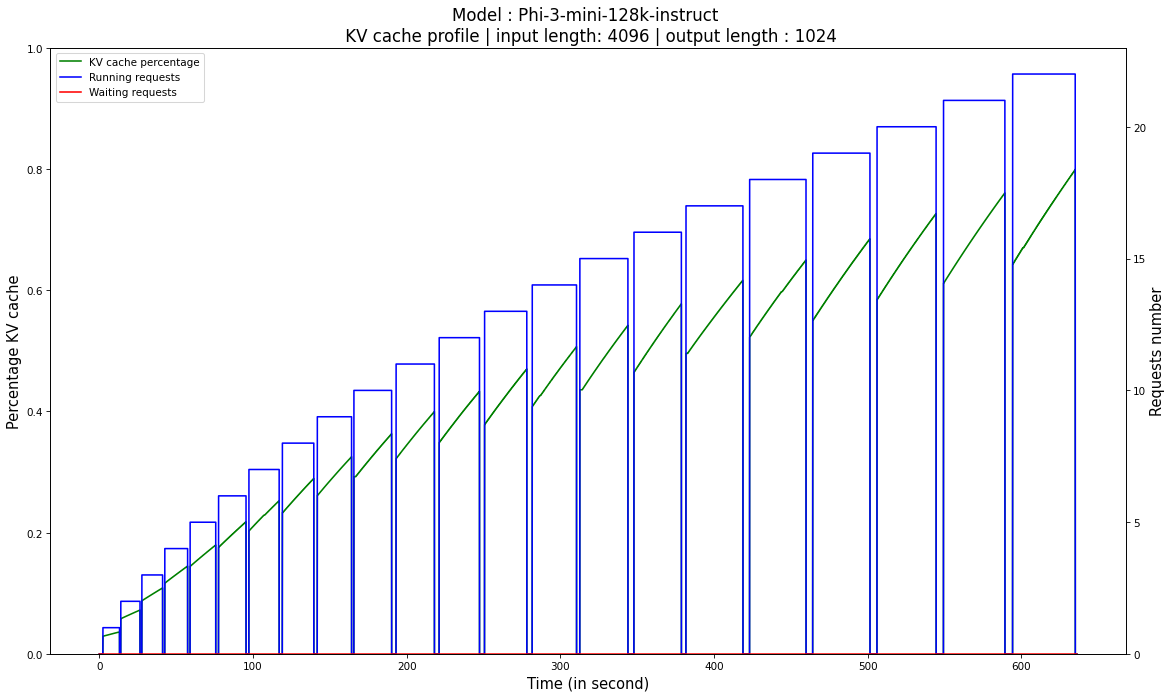 Model : Phi-3-mini-128k-instruct
KV cache profile | input length: 4096 | output length : 1024
KV cache percentage
Running requests
Waiting requests
Percentage KV cache
1.0
0.8
0.6
0.4
0.2
0.0
20
15
10
5
0
Requests number
0 100 200 300 400 500 600
Time (in second)